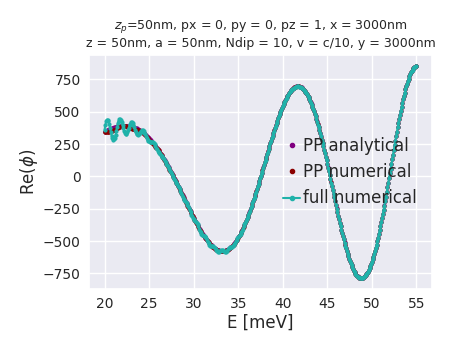 z_p=50nm, px = 0, py = 0, pz = 1, x = 3000nm
z = 50nm, a = 50nm, Ndip = 10, v = c/10, y = 3000nm
Re(ϕ)
750
500
250
0
−250
−500
−750
PP analytical
PP numerical
full numerical
20 25 30 35 40 45 50 55
E [meV]